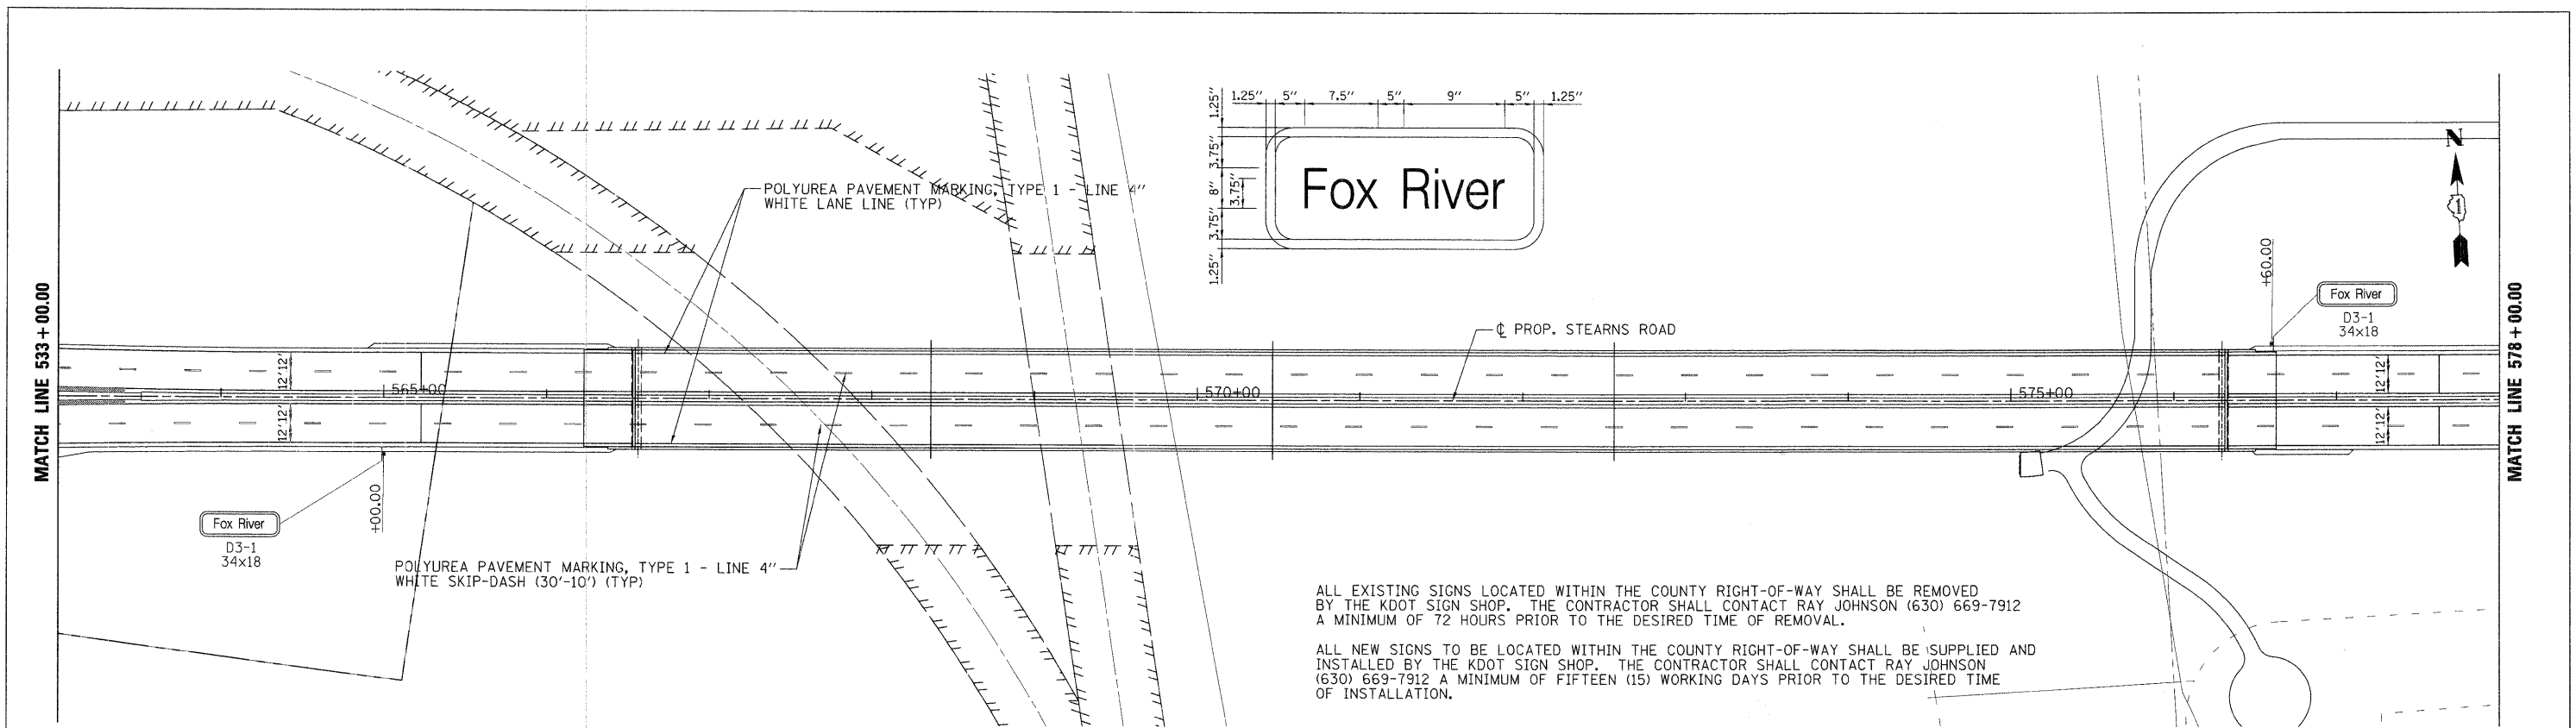 1.25" 5" 7.5" 5" 9" 5" 1.25"
1.25"
3.75"
8"
3.75"
3.75"
1.25"
Fox River
N
1
POLYUREA PAVEMENT MARKING, TYPE 1 - LINE 4"
WHITE LANE LINE (TYP)
MATCH LINE 533+00.00
MATCH LINE 578+00.00
+60.00
Fox River
D3-1
34x18
℄ PROP. STEARNS ROAD
12' 12'
12' 12'
565+00
570+00
575+00
12' 12'
12' 12'
+00.00
Fox River
D3-1
34x18
POLYUREA PAVEMENT MARKING, TYPE 1 - LINE 4"
WHITE SKIP-DASH (30'-10') (TYP)
ALL EXISTING SIGNS LOCATED WITHIN THE COUNTY RIGHT-OF-WAY SHALL BE REMOVED
BY THE KDOT SIGN SHOP. THE CONTRACTOR SHALL CONTACT RAY JOHNSON (630) 669-7912
A MINIMUM OF 72 HOURS PRIOR TO THE DESIRED TIME OF REMOVAL.
ALL NEW SIGNS TO BE LOCATED WITHIN THE COUNTY RIGHT-OF-WAY SHALL BE SUPPLIED AND
INSTALLED BY THE KDOT SIGN SHOP. THE CONTRACTOR SHALL CONTACT RAY JOHNSON
(630) 669-7912 A MINIMUM OF FIFTEEN (15) WORKING DAYS PRIOR TO THE DESIRED TIME
OF INSTALLATION.